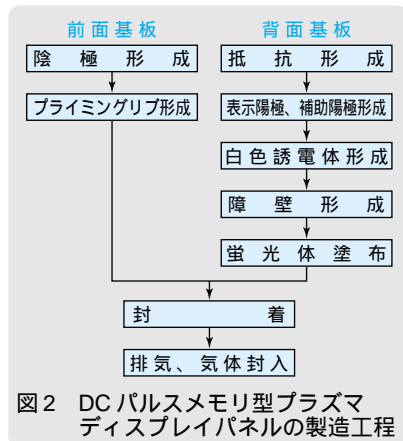 前面基板
陰極形成
プライミングリブ形成
背面基板
抵抗形成
表示陽極、補助陽極形成
白色誘電体形成
障壁形成
蛍光体塗布
封着
排気、気体封入
図2 DCパルスメモリ型プラズマ
ディスプレイパネルの製造工程